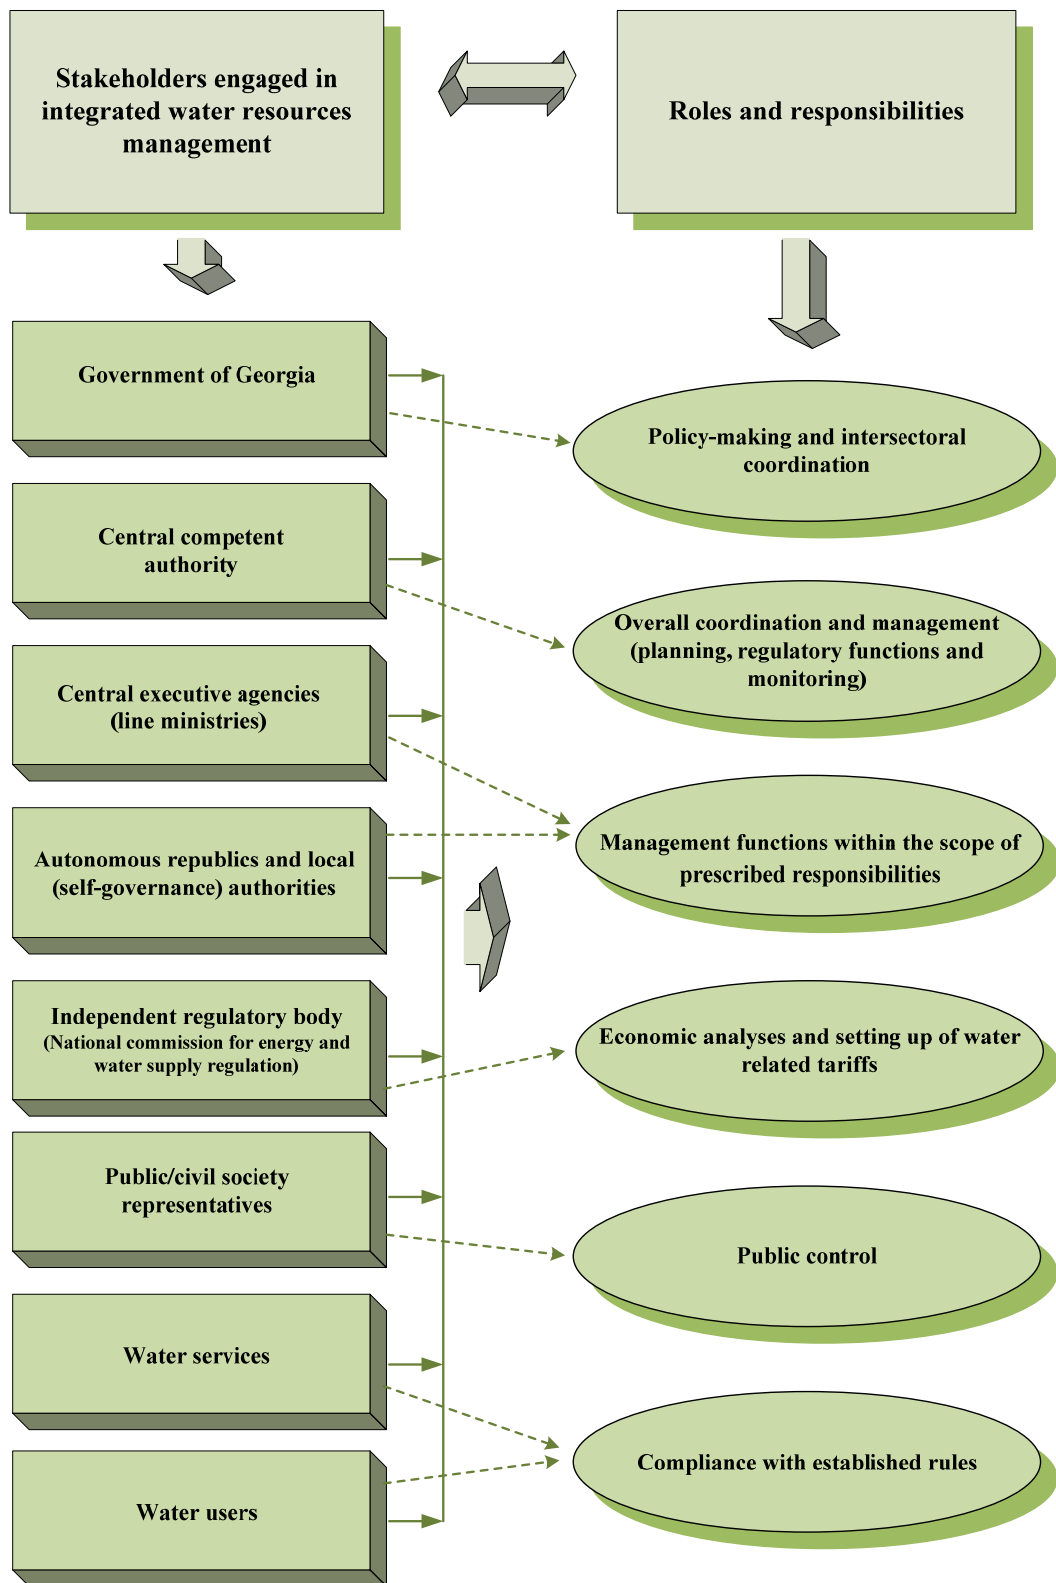 Stakeholders engaged in
integrated water resources
management
Roles and responsibilities
Government of Georgia
Policy-making and intersectoral
coordination
Central competent
authority
Overall coordination and management
(planning, regulatory functions and
monitoring)
Central executive agencies
(line ministries)
Autonomous republics and local
(self-governance) authorities
Management functions within the scope of
prescribed responsibilities
Independent regulatory body
(National commission for energy and
water supply regulation)
Economic analyses and setting up of water
related tariffs
Public/civil society
representatives
Public control
Water services
Compliance with established rules
Water users